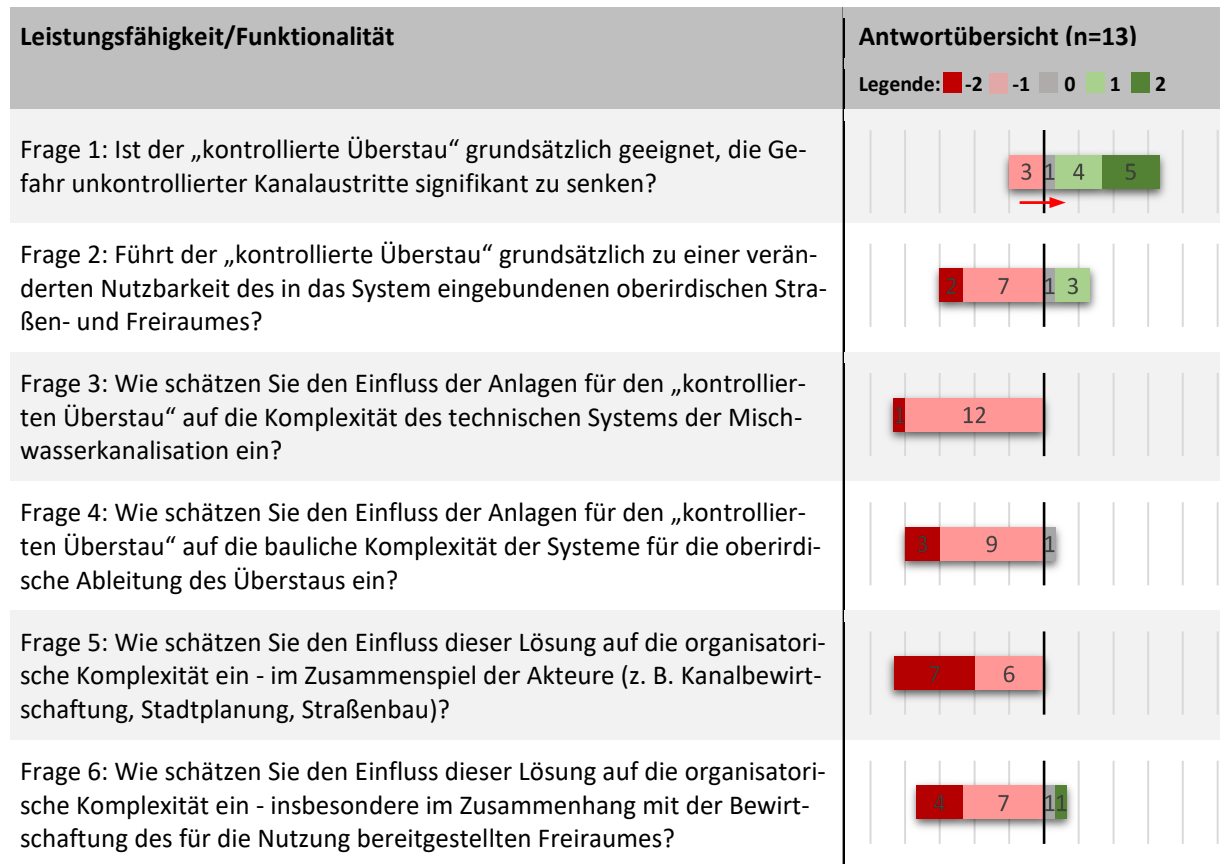 Leistungsfähigkeit/Funktionalität
Antwortübersicht (n=13)
Legende: -2 -1 0 1 2
Frage 1: Ist der „kontrollierte Überstau“ grundsätzlich geeignet, die Ge-
fahr unkontrollierter Kanalaustritte signifikant zu senken?
3 1 4 5
Frage 2: Führt der „kontrollierte Überstau“ grundsätzlich zu einer verän-
derten Nutzbarkeit des in das System eingebundenen oberirdischen Stra-
ßen- und Freiraumes?
2 7 1 3
Frage 3: Wie schätzen Sie den Einfluss der Anlagen für den „kontrollier-
ten Überstau“ auf die Komplexität des technischen Systems der Misch-
wasserkanalisation ein?
1 12
Frage 4: Wie schätzen Sie den Einfluss der Anlagen für den „kontrollier-
ten Überstau“ auf die bauliche Komplexität der Systeme für die oberirdi-
sche Ableitung des Überstaus ein?
3 9 1
Frage 5: Wie schätzen Sie den Einfluss dieser Lösung auf die organisatori-
sche Komplexität ein - im Zusammenspiel der Akteure (z. B. Kanalbewirt-
schaftung, Stadtplanung, Straßenbau)?
7 6
Frage 6: Wie schätzen Sie den Einfluss dieser Lösung auf die organisatori-
sche Komplexität ein - insbesondere im Zusammenhang mit der Bewirt-
schaftung des für die Nutzung bereitgestellten Freiraumes?
4 7 1 1